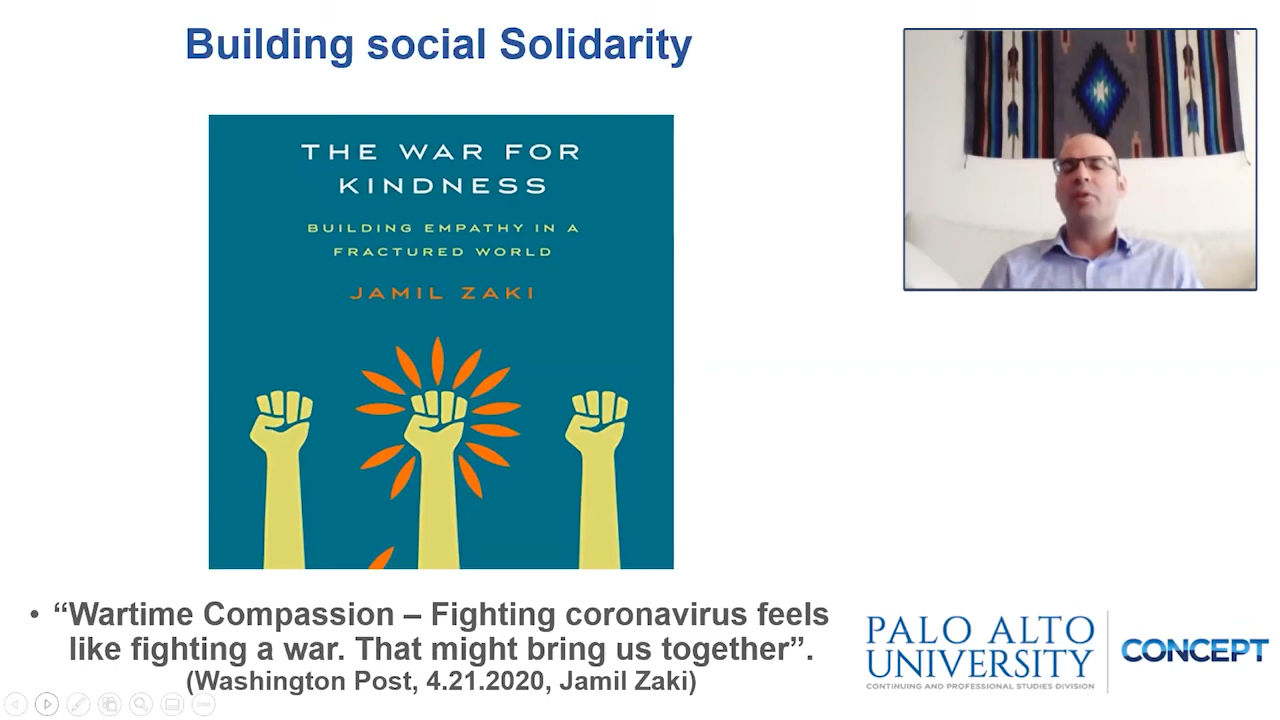 Building social Solidarity
THE WAR FOR
KINDNESS
BUILDING EMPATHY IN A
FRACTURED WORLD
JAMIL ZAKI
• “Wartime Compassion – Fighting coronavirus feels
like fighting a war. That might bring us together”.
(Washington Post, 4.21.2020, Jamil Zaki)
PALO ALTO
UNIVERSITY
CONTINUING AND PROFESSIONAL STUDIES DIVISION
CONCEPT